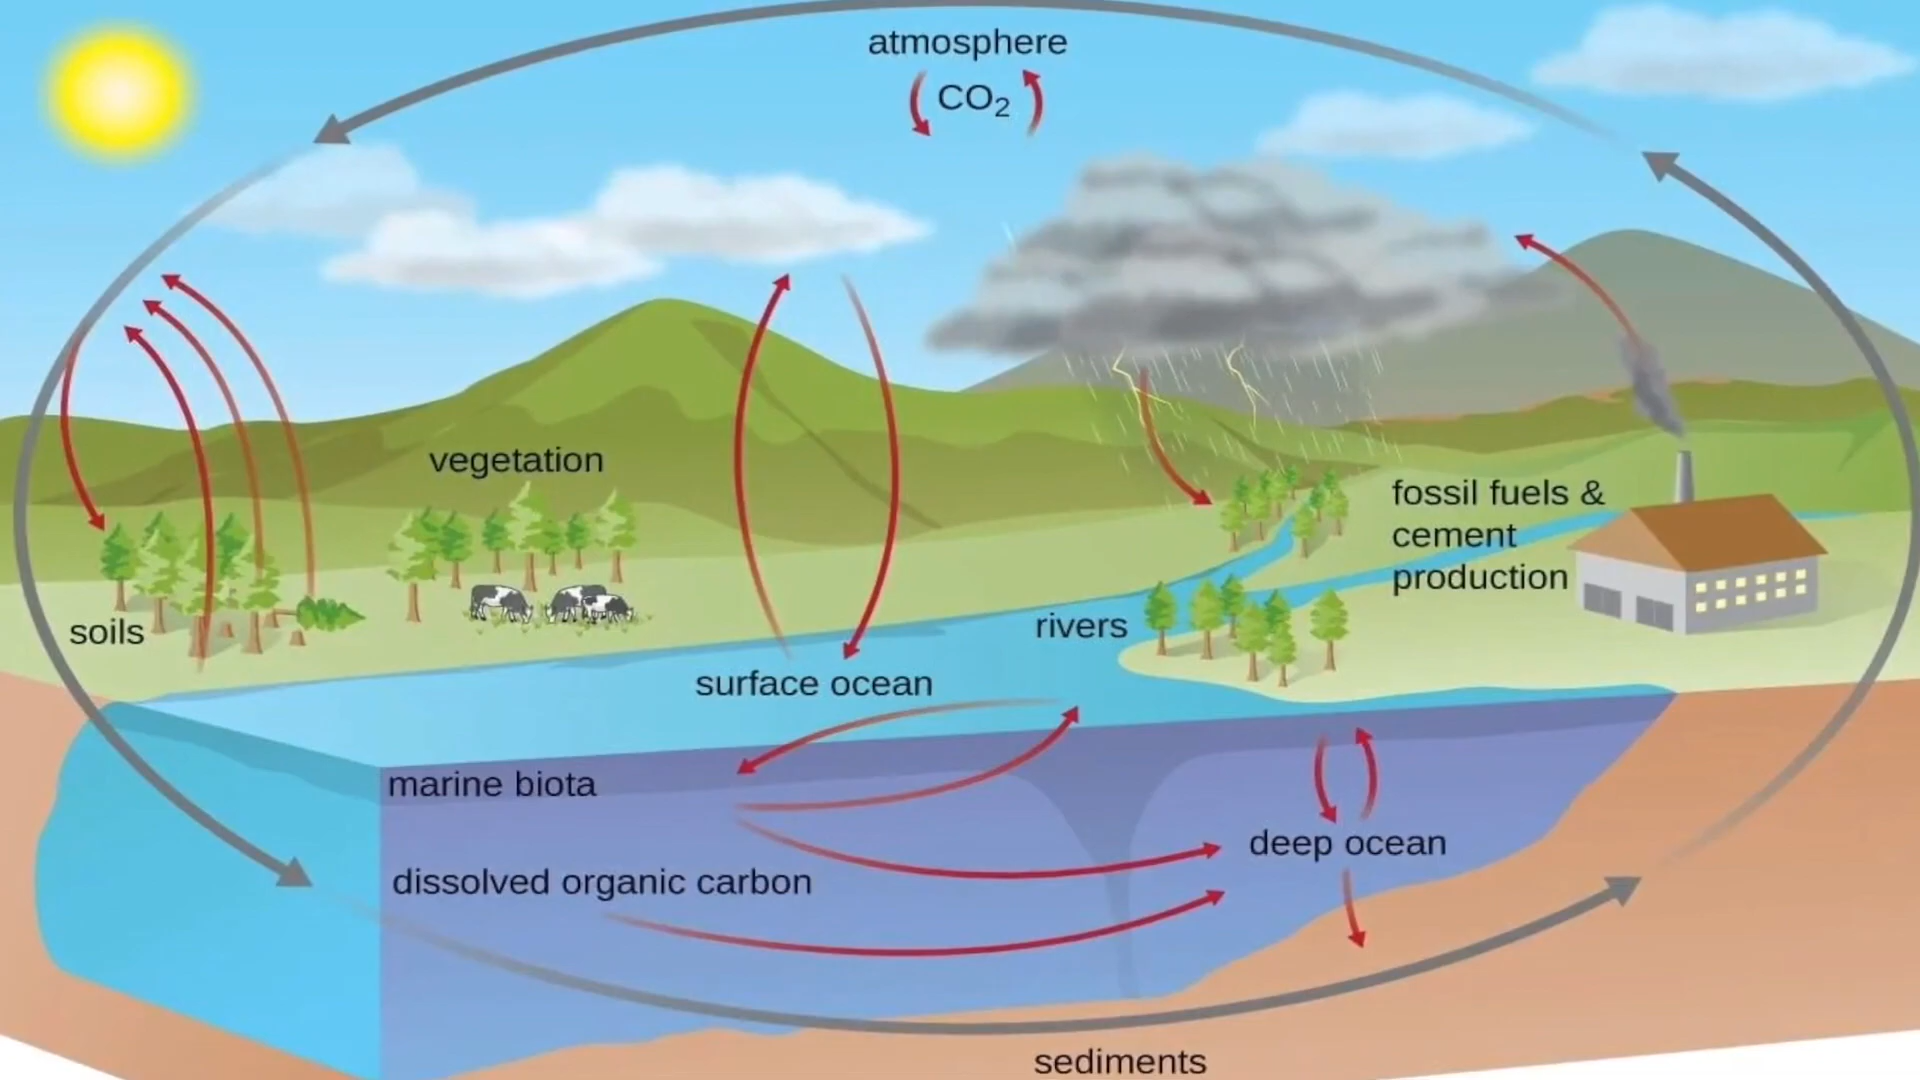 atmosphere
CO₂
vegetation
fossil fuels &
cement
production
soils
rivers
surface ocean
marine biota
deep ocean
dissolved organic carbon
sediments